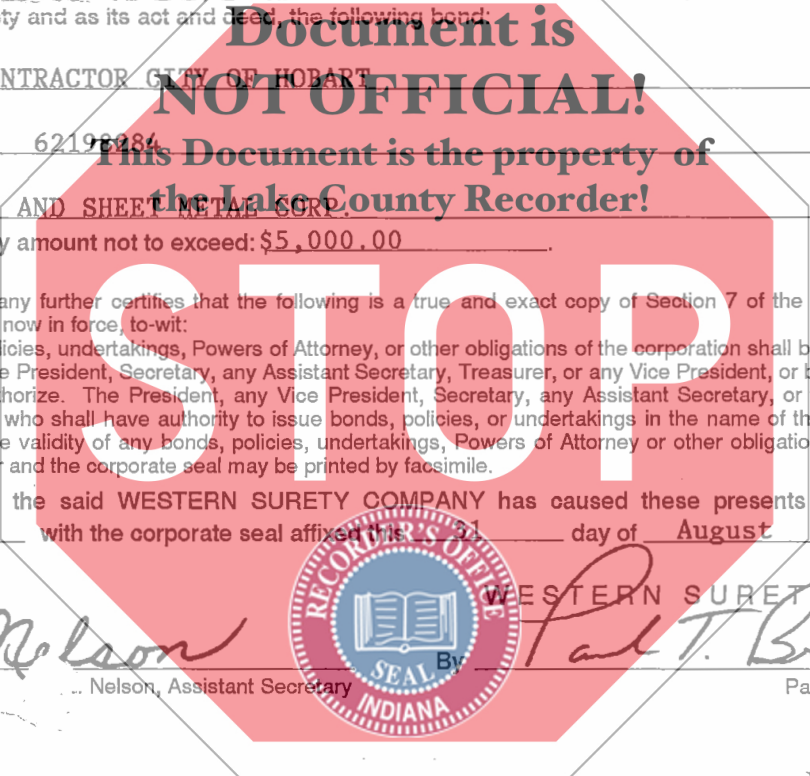 ty and as its act and deed, the following bond:
Document is
NTRACTOR CITY OF HOBART
NOT OFFICIAL!
62198284
This Document is the property of
AND SHEET METAL CORP.
the Lake County Recorder!
y amount not to exceed: $5,000.00.
STOP
any further certifies that the following is a true and exact copy of Section 7 of the
now in force, to-wit:
licies, undertakings, Powers of Attorney, or other obligations of the corporation shall b
e President, Secretary, any Assistant Secretary, Treasurer, or any Vice President, or b
thorize. The President, any Vice President, Secretary, any Assistant Secretary, or
who shall have authority to issue bonds, policies, or undertakings in the name of th
e validity of any bonds, policies, undertakings, Powers of Attorney or other obligatio
r and the corporate seal may be printed by facsimile.
the said WESTERN SURETY COMPANY has caused these presents
with the corporate seal affixed this 31 day of August
RECORDER'S OFFICE
SEAL
INDIANA
WESTERN SURET
Nelson
By Paul T. B
Nelson, Assistant Secretary
Pa